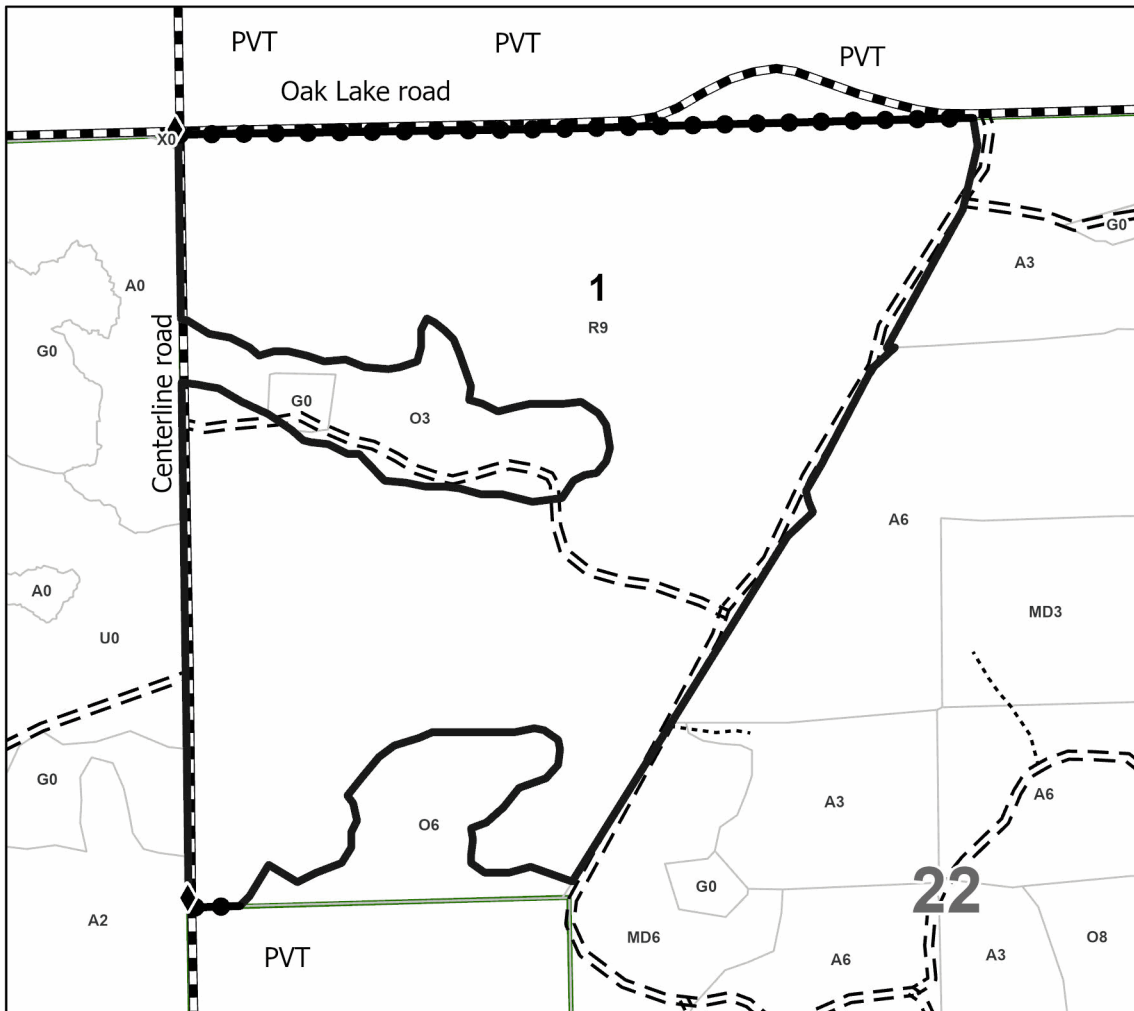 PVT
PVT
PVT
Oak Lake road
X0
G0
A3
A0
1
R9
G0
Centerline road
G0
O3
A6
A0
MD3
U0
G0
A3
A6
O6
G0
22
A2
MD6
O8
PVT
A6
A3